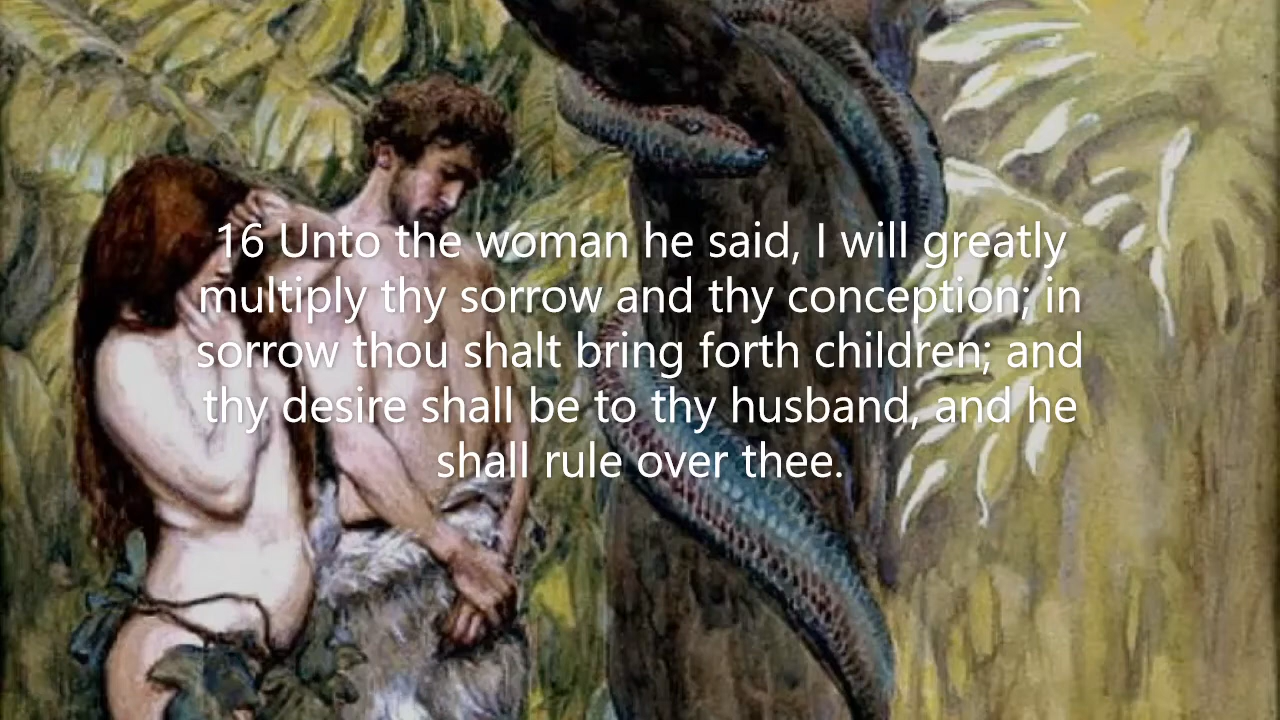 16 Unto the woman he said, I will greatly
multiply thy sorrow and thy conception; in
sorrow thou shalt bring forth children; and
thy desire shall be to thy husband, and he
shall rule over thee.